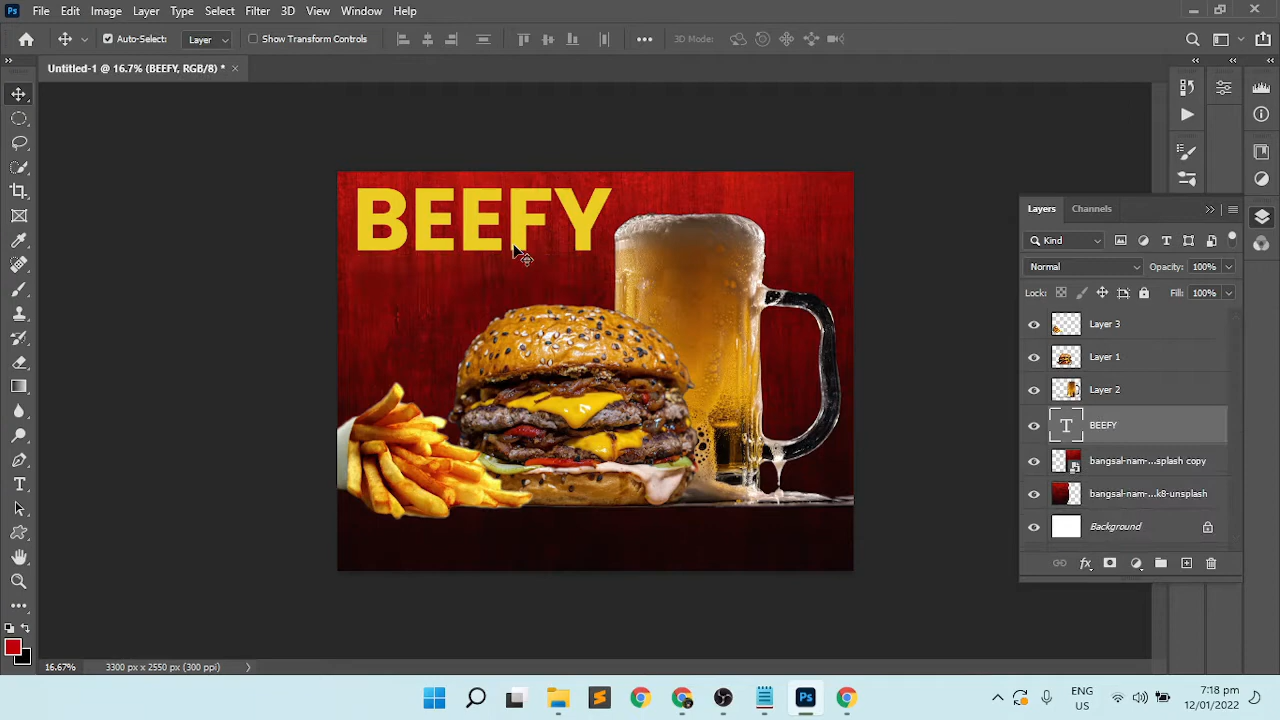 Ps File Edit Image Layer Type Select Filter 3D View Window Help
Auto-Select: Layer Show Transform Controls 3D Mode:
Untitled-1 @ 16.7% (BEEFY, RGB/8) *
BEEFY
Layers Channels
Kind
Normal Opacity: 100%
Lock: Fill: 100%
Layer 3
Layer 1
Layer 2
T BEEFY
bangsal-nam-...splash copy
bangsal-nam-...k8-unsplash
Background
fx
16.67% 3300 px x 2550 px (300 ppi)
Ps
ENG
US
7:18 pm
12/01/2022